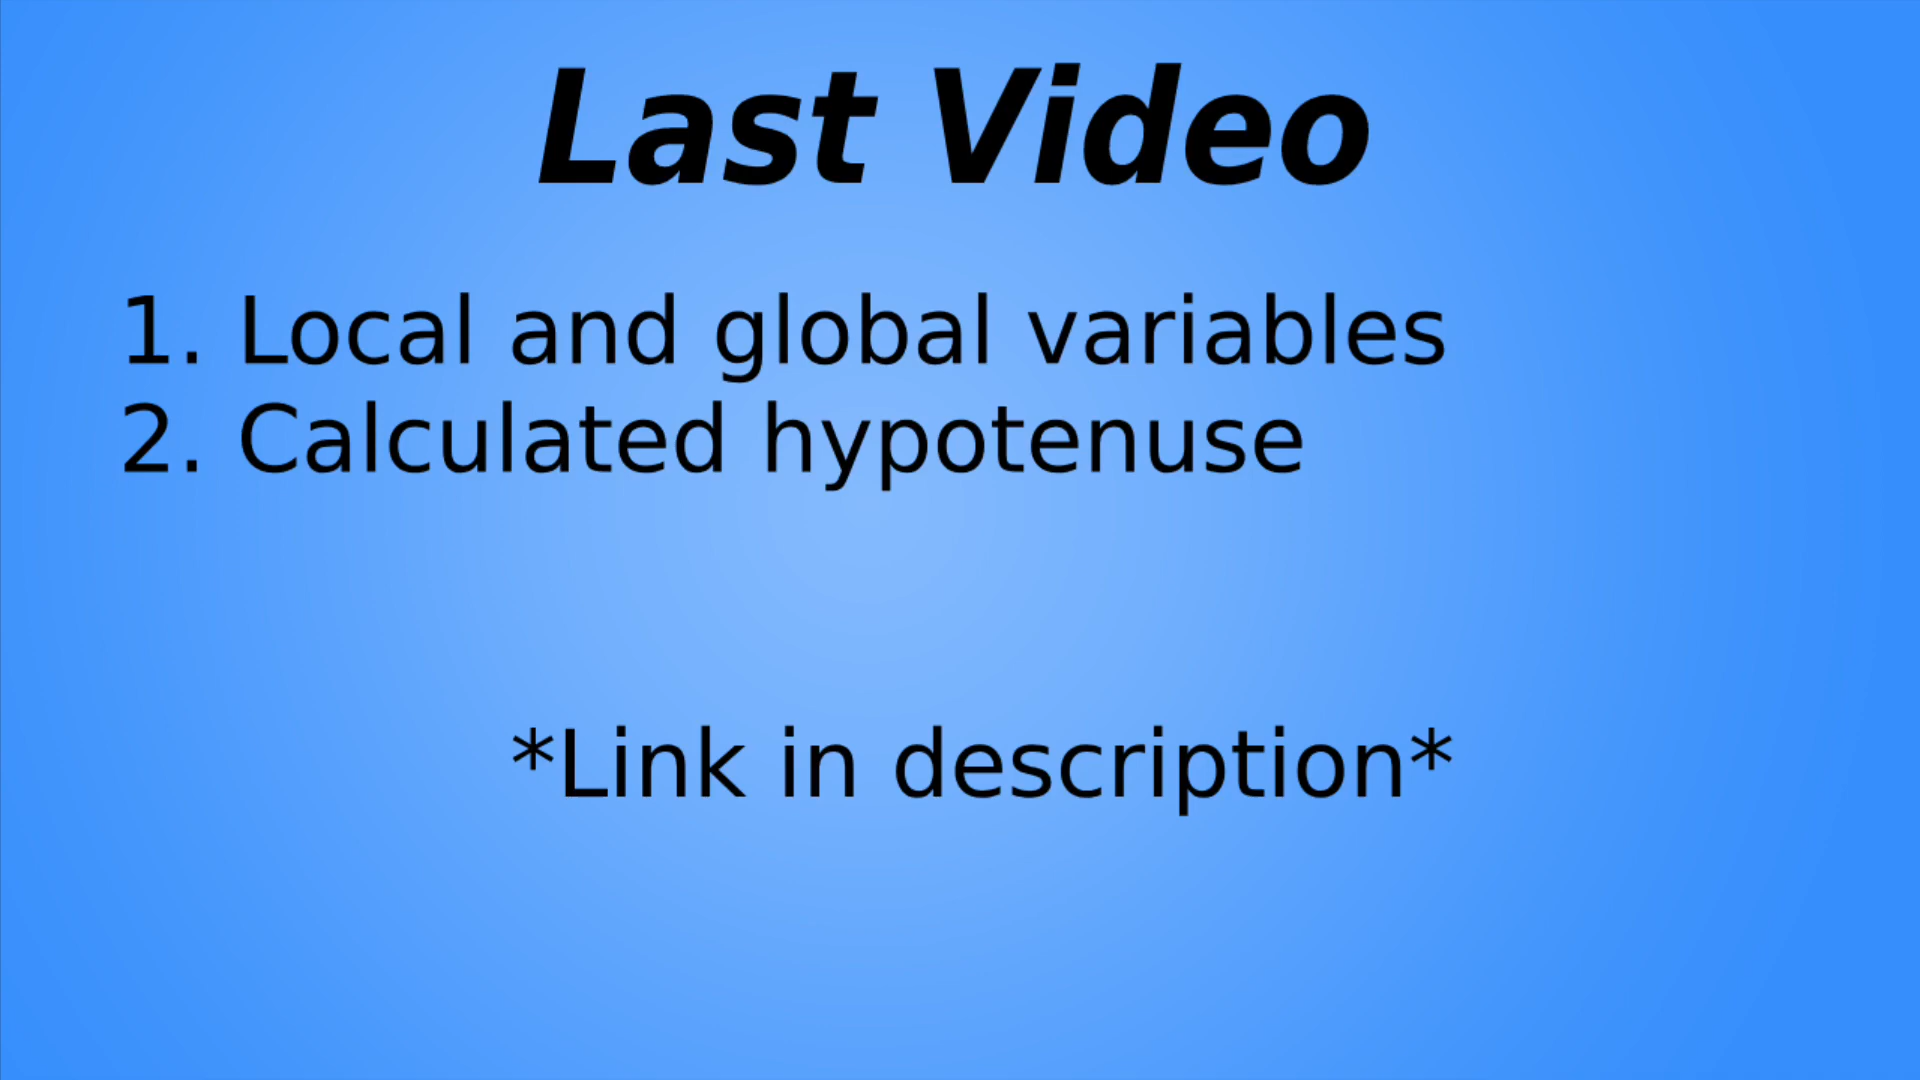 Last Video
1. Local and global variables
2. Calculated hypotenuse
*Link in description*